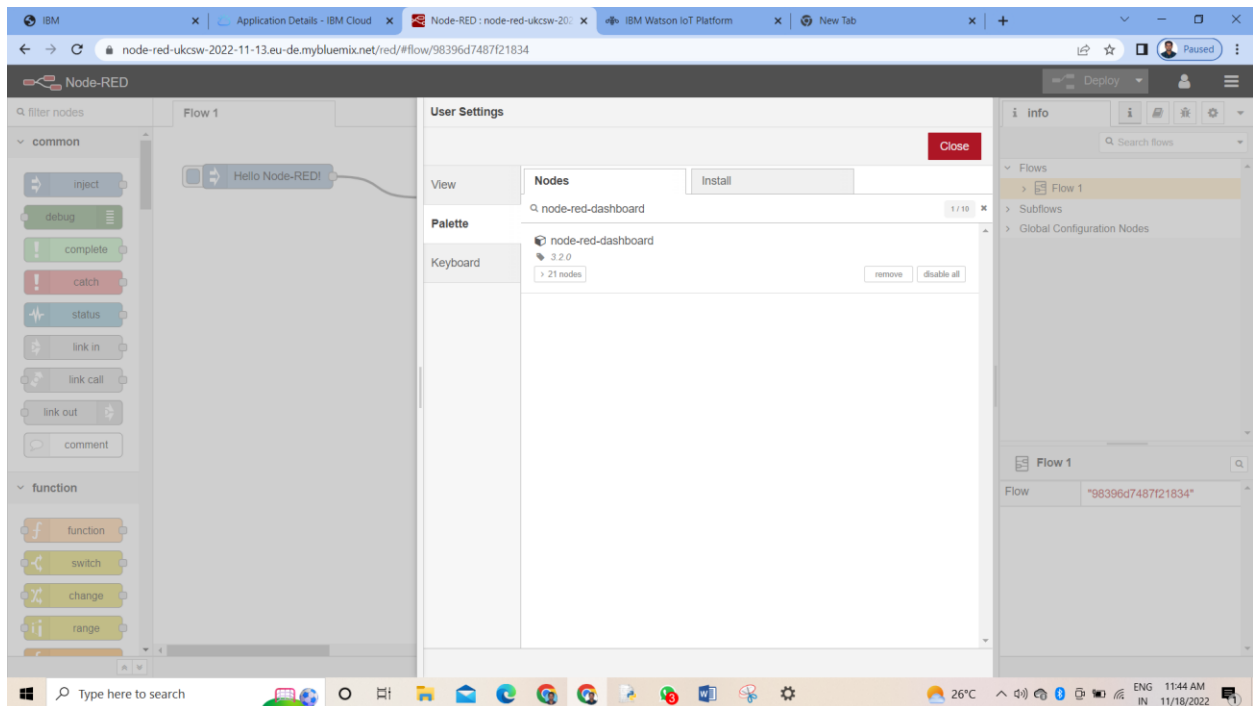 IBM
Application Details - IBM Cloud
Node-RED : node-red-ukcsw-202
IBM Watson IoT Platform
New Tab
node-red-ukcsw-2022-11-13.eu-de.mybluemix.net/red/#flow/98396d7487f21834
Paused
Node-RED
Deploy
filter nodes
common
inject
debug
complete
catch
status
link in
link call
link out
comment
function
function
switch
change
range
Flow 1
Hello Node-RED!
User Settings
Close
View
Palette
Keyboard
Nodes
Install
node-red-dashboard
1 / 19
node-red-dashboard
3.2.0
21 nodes
remove
disable all
info
Search flows
Flows
Flow 1
Subflows
Global Configuration Nodes
Flow 1
Flow "98396d7487f21834"
Type here to search
26°C
ENG
IN
11:44 AM
11/18/2022